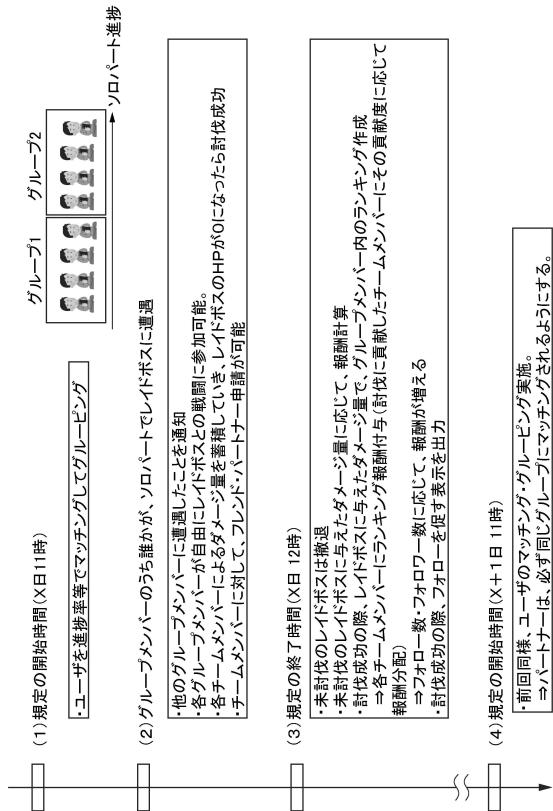 (1)規定の開始時間(X日11時)
・ユーザを進捗率等でマッチングしてグルーピング
グループ1
グループ2
ソロパート進捗
(2)グループメンバーのうち誰かが、ソロパートでレイドボスに遭遇
・他のグループメンバーに遭遇したことを通知
・各グループメンバーが自由にレイドボスとの戦闘に参加可能。
・各チームメンバーによるダメージ量を蓄積していき、レイドボスのHPが0になったら討伐成功
・チームメンバーに対して、フレンド・パートナー申請が可能
(3)規定の終了時間(X日 12時)
・未討伐のレイドボスは撤退
・未討伐のレイドボスに与えたダメージ量に応じて、報酬計算
・討伐成功の際、レイドボスに与えたダメージ量で、グループメンバー内のランキング作成
⇒各チームメンバーにランキング報酬付与(討伐に貢献したチームメンバーにその貢献度に応じて
報酬分配)
⇒フォロー数・フォロワー数に応じて、報酬が増える
・討伐成功の際、フォローを促す表示を出力
(4)規定の開始時間(X+1日 11時)
・前回同様、ユーザのマッチング・グルーピング実施。
⇒パートナーは、必ず同じグループにマッチングされるようにする。